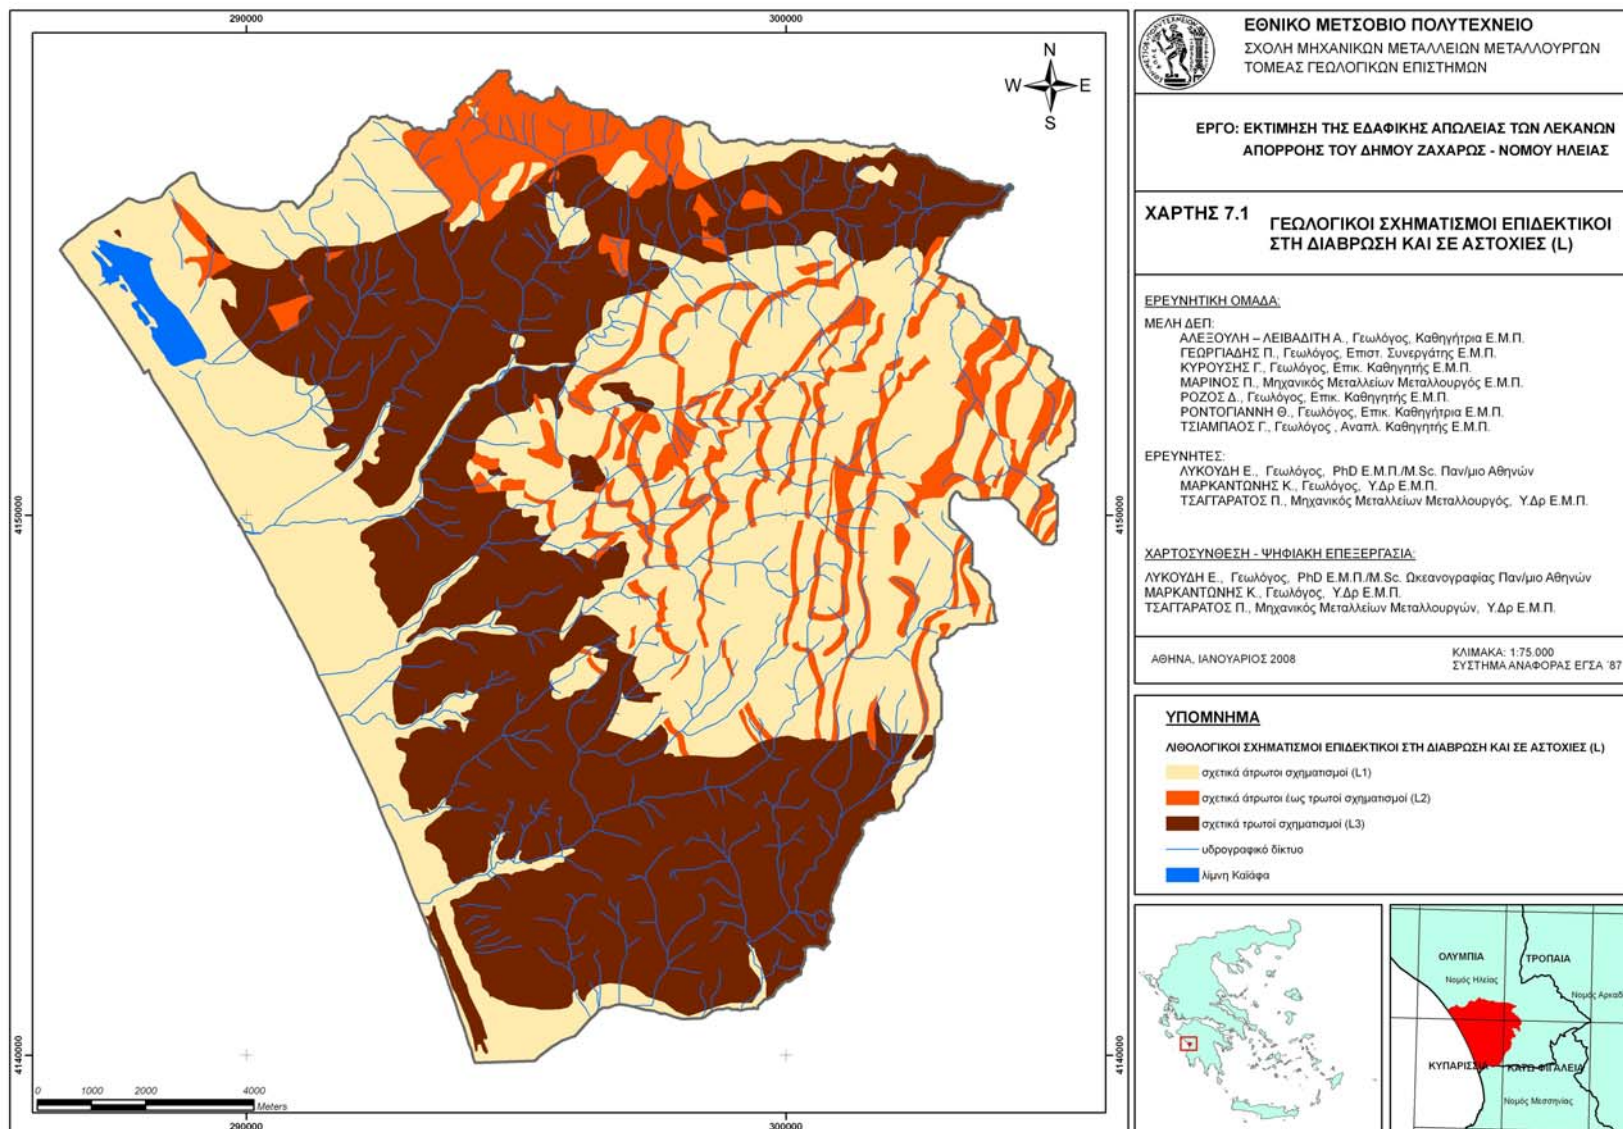 290000
300000
N
W E
S
4150000
4150000
4140000
4140000
0 1000 2000 4000
Meters
290000
300000
ΕΘΝΙΚΟ ΜΕΤΣΟΒΙΟ ΠΟΛΥΤΕΧΝΕΙΟ
ΣΧΟΛΗ ΜΗΧΑΝΙΚΩΝ ΜΕΤΑΛΛΕΙΩΝ ΜΕΤΑΛΛΟΥΡΓΩΝ
ΤΟΜΕΑΣ ΓΕΩΛΟΓΙΚΩΝ ΕΠΙΣΤΗΜΩΝ
ΕΡΓΟ: ΕΚΤΙΜΗΣΗ ΤΗΣ ΕΔΑΦΙΚΗΣ ΑΠΩΛΕΙΑΣ ΤΩΝ ΛΕΚΑΝΩΝ
ΑΠΟΡΡΟΗΣ ΤΟΥ ΔΗΜΟΥ ΖΑΧΑΡΩΣ - ΝΟΜΟΥ ΗΛΕΙΑΣ
ΧΑΡΤΗΣ 7.1 ΓΕΩΛΟΓΙΚΟΙ ΣΧΗΜΑΤΙΣΜΟΙ ΕΠΙΔΕΚΤΙΚΟΙ
ΣΤΗ ΔΙΑΒΡΩΣΗ ΚΑΙ ΣΕ ΑΣΤΟΧΙΕΣ (L)
ΕΡΕΥΝΗΤΙΚΗ ΟΜΑΔΑ:
ΜΕΛΗ ΔΕΠ:
ΑΛΕΞΟΥΛΗ – ΛΕΙΒΑΔΙΤΗ Α., Γεωλόγος, Καθηγήτρια Ε.Μ.Π.
ΓΕΩΡΓΙΑΔΗΣ Π., Γεωλόγος, Επιστ. Συνεργάτης Ε.Μ.Π.
ΚΥΡΟΥΣΗΣ Γ., Γεωλόγος, Επικ. Καθηγητής Ε.Μ.Π.
ΜΑΡΙΝΟΣ Π., Μηχανικός Μεταλλείων Μεταλλουργός Ε.Μ.Π.
ΡΟΖΟΣ Δ., Γεωλόγος, Επικ. Καθηγητής Ε.Μ.Π.
ΡΟΝΤΟΓΙΑΝΝΗ Θ., Γεωλόγος, Επικ. Καθηγήτρια Ε.Μ.Π.
ΤΣΙΑΜΠΑΟΣ Γ., Γεωλόγος , Αναπλ. Καθηγητής Ε.Μ.Π.
ΕΡΕΥΝΗΤΕΣ:
ΛΥΚΟΥΔΗ Ε., Γεωλόγος, PhD Ε.Μ.Π./M.Sc. Παν/μιο Αθηνών
ΜΑΡΚΑΝΤΩΝΗΣ Κ., Γεωλόγος, Υ.Δρ Ε.Μ.Π.
ΤΣΑΓΓΑΡΑΤΟΣ Π., Μηχανικός Μεταλλείων Μεταλλουργός, Υ.Δρ Ε.Μ.Π.
ΧΑΡΤΟΣΥΝΘΕΣΗ - ΨΗΦΙΑΚΗ ΕΠΕΞΕΡΓΑΣΙΑ:
ΛΥΚΟΥΔΗ Ε., Γεωλόγος, PhD Ε.Μ.Π./M.Sc. Ωκεανογραφίας Παν/μιο Αθηνών
ΜΑΡΚΑΝΤΩΝΗΣ Κ., Γεωλόγος, Υ.Δρ Ε.Μ.Π.
ΤΣΑΓΓΑΡΑΤΟΣ Π., Μηχανικός Μεταλλείων Μεταλλουργών, Υ.Δρ Ε.Μ.Π.
ΑΘΗΝΑ, ΙΑΝΟΥΑΡΙΟΣ 2008
ΚΛΙΜΑΚΑ: 1:75.000
ΣΥΣΤΗΜΑ ΑΝΑΦΟΡΑΣ ΕΓΣΑ '87
ΥΠΟΜΝΗΜΑ
ΛΙΘΟΛΟΓΙΚΟΙ ΣΧΗΜΑΤΙΣΜΟΙ ΕΠΙΔΕΚΤΙΚΟΙ ΣΤΗ ΔΙΑΒΡΩΣΗ ΚΑΙ ΣΕ ΑΣΤΟΧΙΕΣ (L)
σχετικά άτρωτοι σχηματισμοί (L1)
σχετικά άτρωτοι έως τρωτοί σχηματισμοί (L2)
σχετικά τρωτοί σχηματισμοί (L3)
υδρογραφικό δίκτυο
λίμνη Καϊάφα
ΟΛΥΜΠΙΑ
ΤΡΟΠΑΙΑ
Νομός Ηλείας
Νομός Αρκαδ
ΚΥΠΑΡΙΣΣΙΑ
ΚΑΤΩ ΦΙΓΑΛΕΙΑ
Νομός Μεσσηνίας